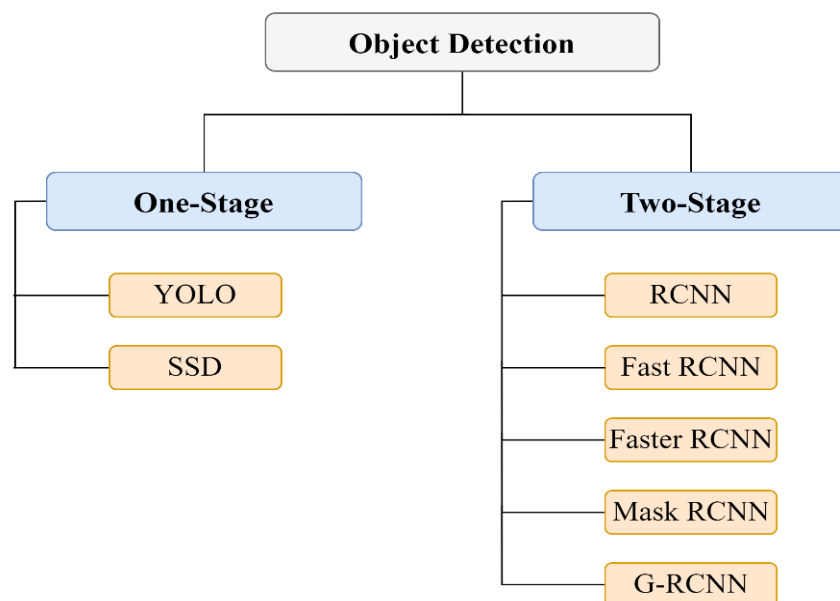 Object Detection
One-Stage
YOLO
SSD
Two-Stage
RCNN
Fast RCNN
Faster RCNN
Mask RCNN
G-RCNN